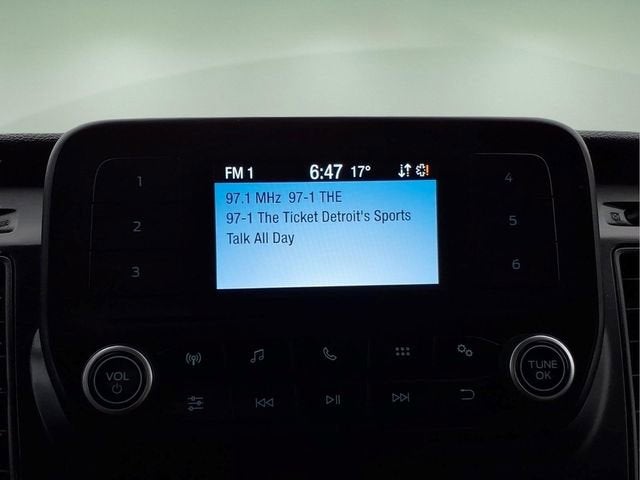 FM 1 6:47 17°
97.1 MHz 97-1 THE
97-1 The Ticket Detroit's Sports
Talk All Day
1
2
3
4
5
6
VOL
TUNE
OK